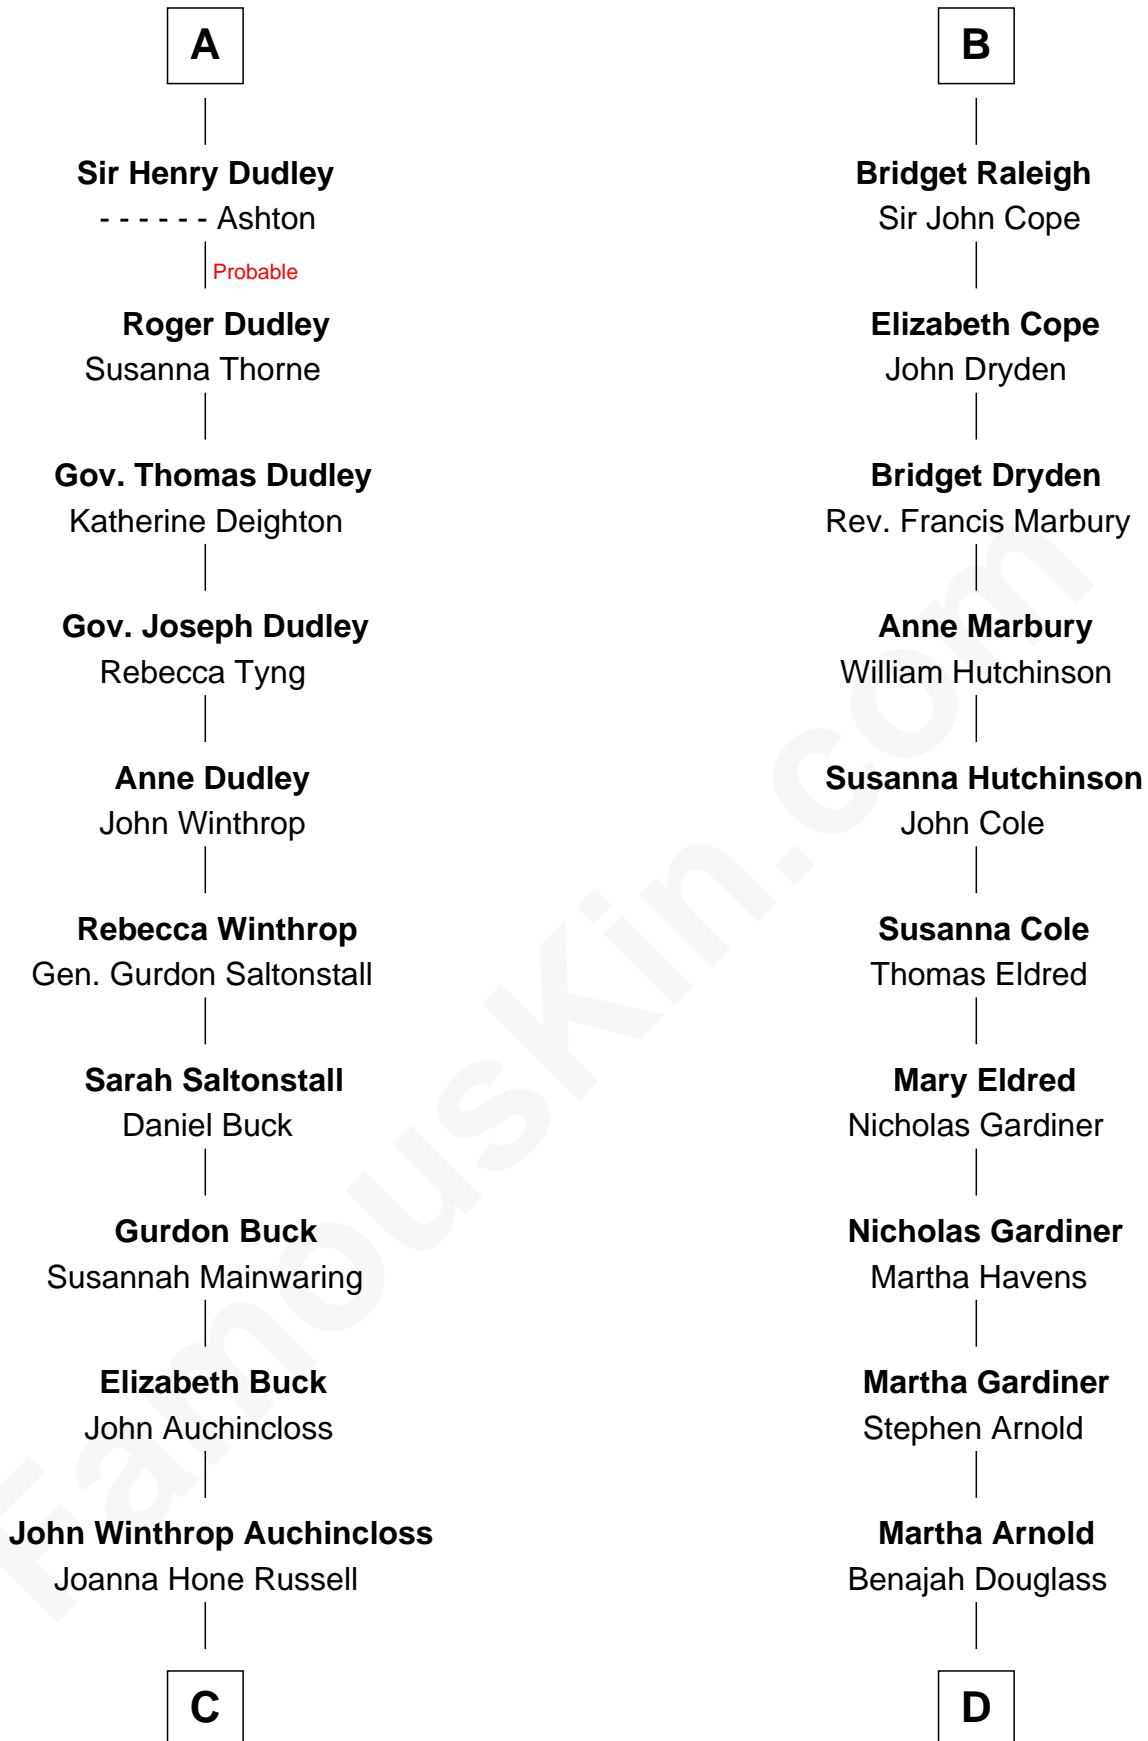 A
Sir Henry Dudley
- - - - - - Ashton
Probable
Roger Dudley
Susanna Thorne
Gov. Thomas Dudley
Katherine Deighton
Gov. Joseph Dudley
Rebecca Tyng
Anne Dudley
John Winthrop
Rebecca Winthrop
Gen. Gurdon Saltonstall
Sarah Saltonstall
Daniel Buck
Gurdon Buck
Susannah Mainwaring
Elizabeth Buck
John Auchincloss
John Winthrop Auchincloss
Joanna Hone Russell
C
B
Bridget Raleigh
Sir John Cope
Elizabeth Cope
John Dryden
Bridget Dryden
Rev. Francis Marbury
Anne Marbury
William Hutchinson
Susanna Hutchinson
John Cole
Susanna Cole
Thomas Eldred
Mary Eldred
Nicholas Gardiner
Nicholas Gardiner
Martha Havens
Martha Gardiner
Stephen Arnold
Martha Arnold
Benajah Douglass
D
FamousKin.com